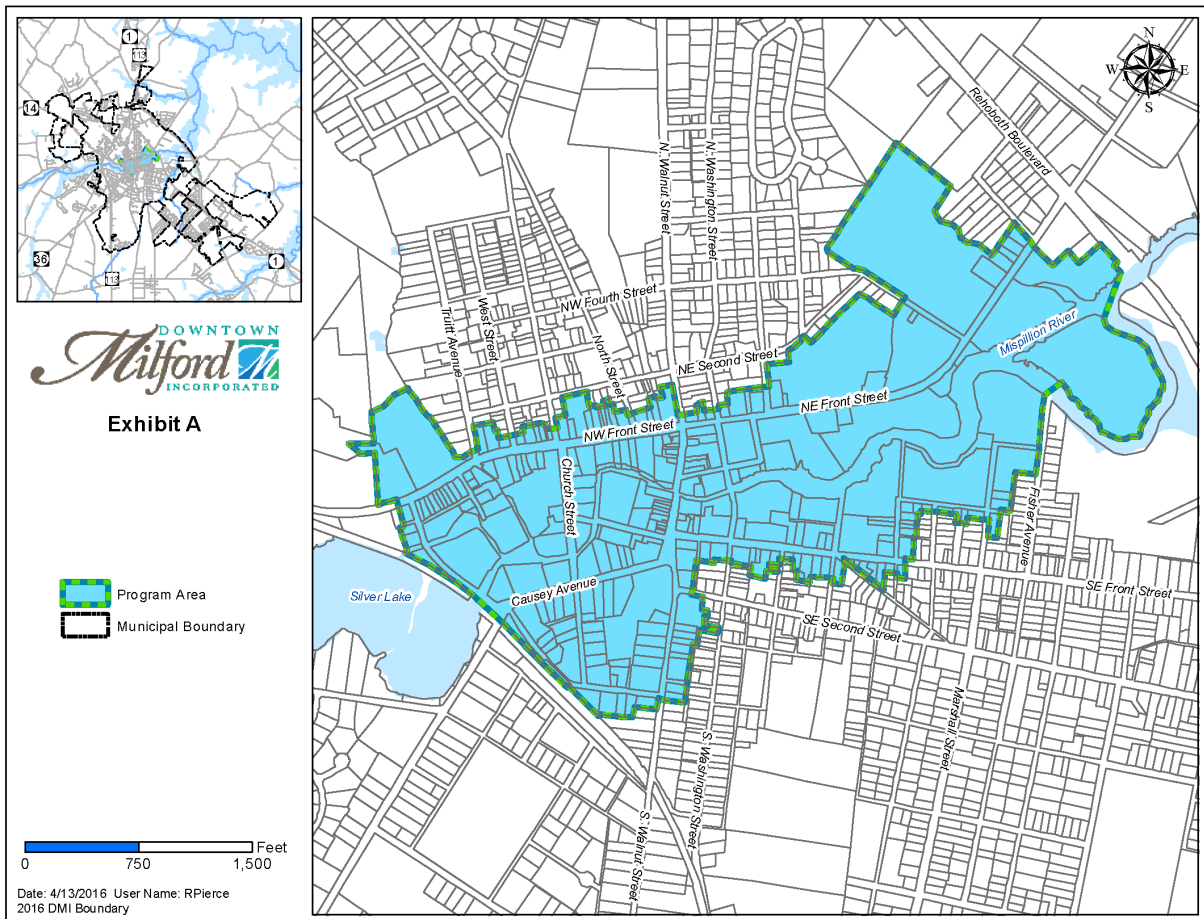 1
113
14
36
113
1
DOWNTOWN
Milford
INCORPORATED
Exhibit A
Program Area
Municipal Boundary
Feet
0 750 1,500
Date: 4/13/2016 User Name: RPierce
2016 DMI Boundary
N
W E
S
Rehoboth Boulevard
N. Walnut Street
N. Washington Street
NW Fourth Street
Truitt Avenue
West Street
North Street
NE Second Street
Mispillion River
NE Front Street
NW Front Street
Church Street
Fisher Avenue
Causey Avenue
SE Front Street
Silver Lake
SE Second Street
Marshall Street
S. Washington Street
S. Walnut Street